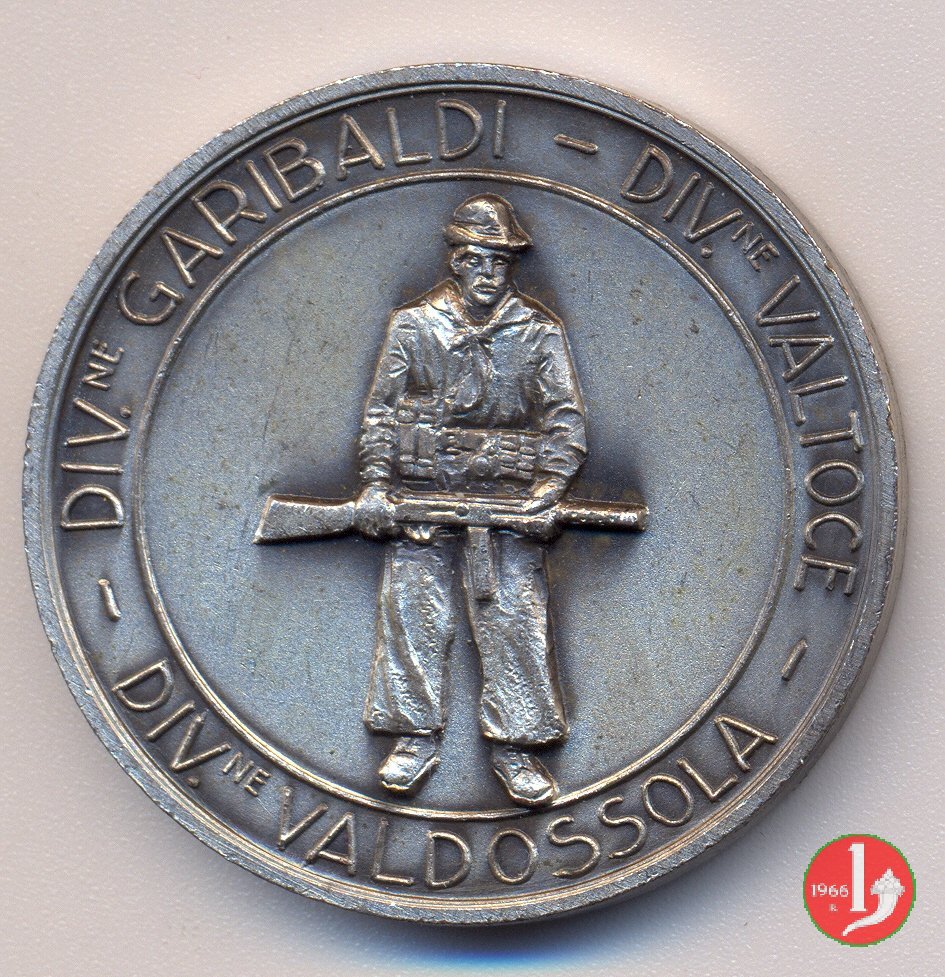 DIV.NE GARIBALDI – DIV.NE VALTOCE –
DIV.NE VALDOSSOLA –
1966
R.